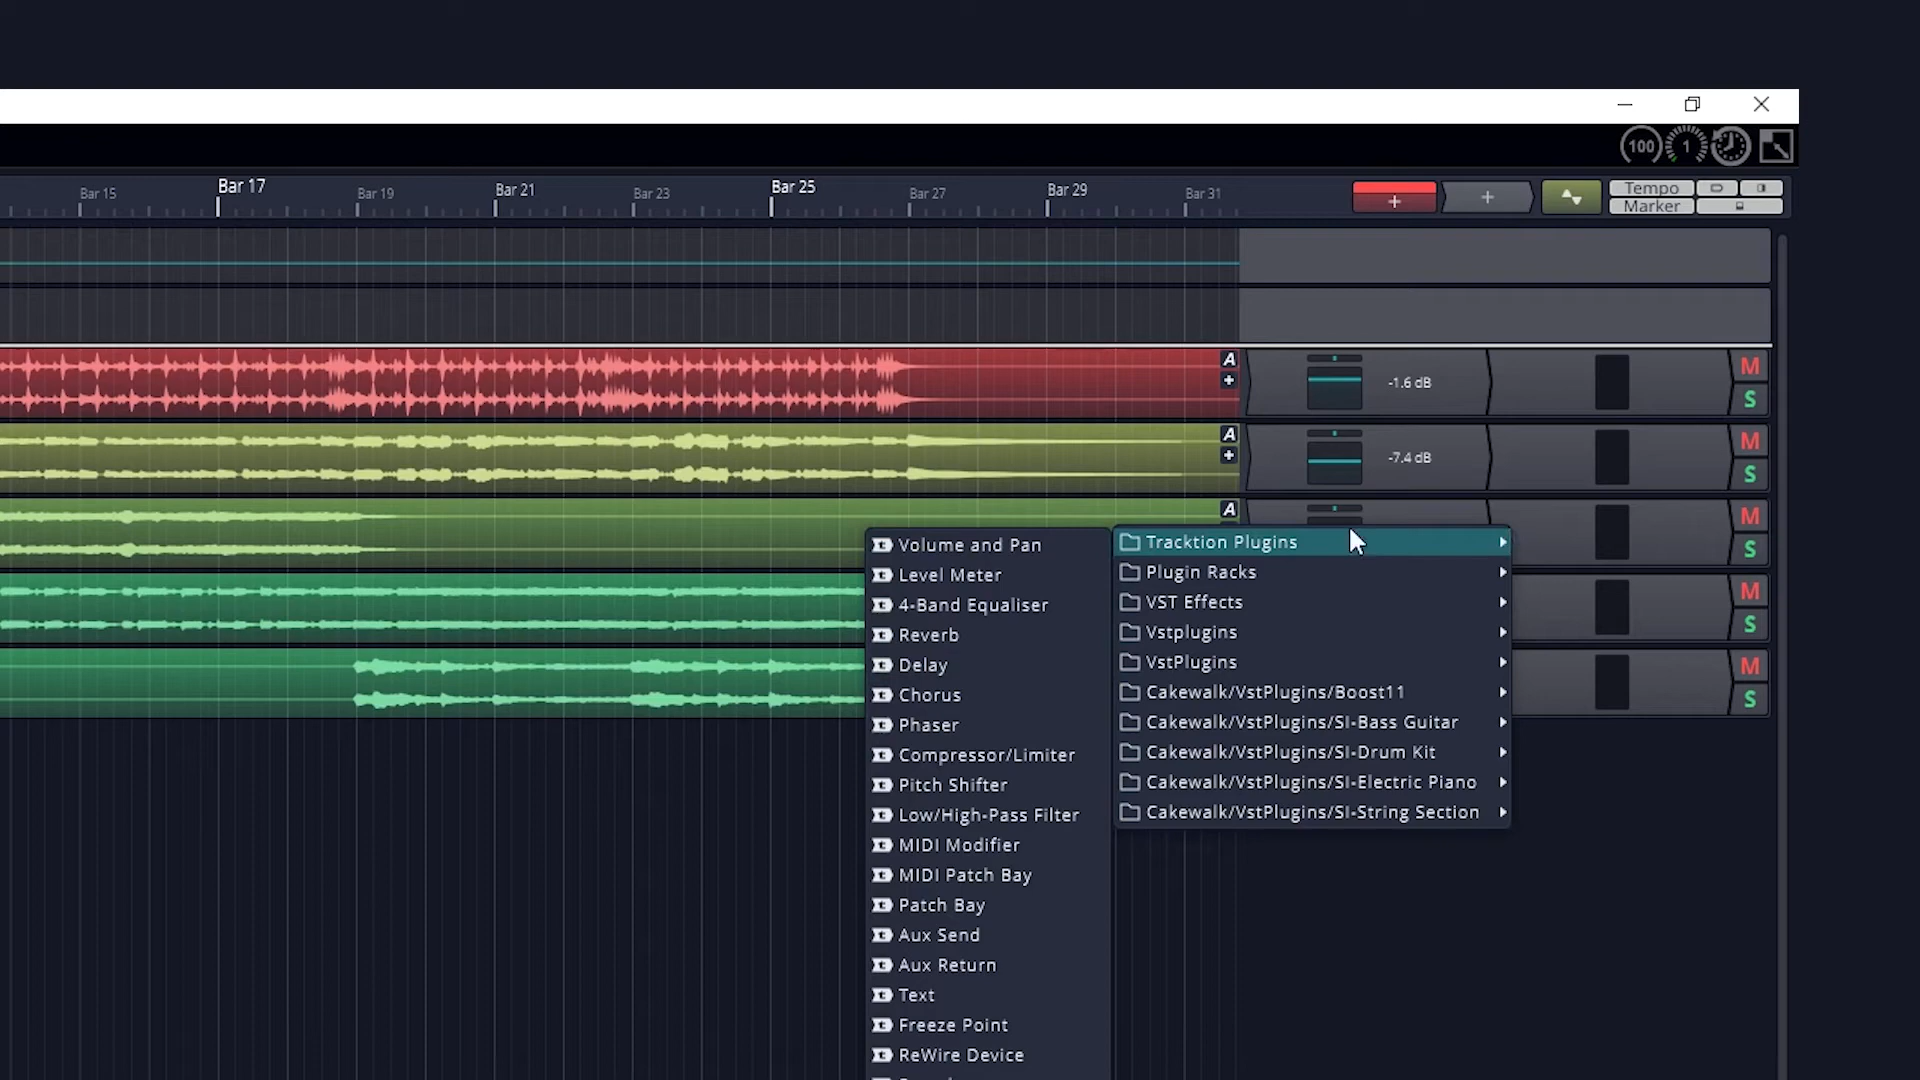 100
1
Bar 15
Bar 17
Bar 19
Bar 21
Bar 23
Bar 25
Bar 27
Bar 29
Bar 31
+
+
Tempo
Marker
A
+
-1.6 dB
M
S
A
+
-7.4 dB
M
S
A
M
S
M
S
M
S
Tracktion Plugins
Plugin Racks
VST Effects
Vstplugins
VstPlugins
Cakewalk/VstPlugins/Boost11
Cakewalk/VstPlugins/SI-Bass Guitar
Cakewalk/VstPlugins/SI-Drum Kit
Cakewalk/VstPlugins/SI-Electric Piano
Cakewalk/VstPlugins/SI-String Section
Volume and Pan
Level Meter
4-Band Equaliser
Reverb
Delay
Chorus
Phaser
Compressor/Limiter
Pitch Shifter
Low/High-Pass Filter
MIDI Modifier
MIDI Patch Bay
Patch Bay
Aux Send
Aux Return
Text
Freeze Point
ReWire Device